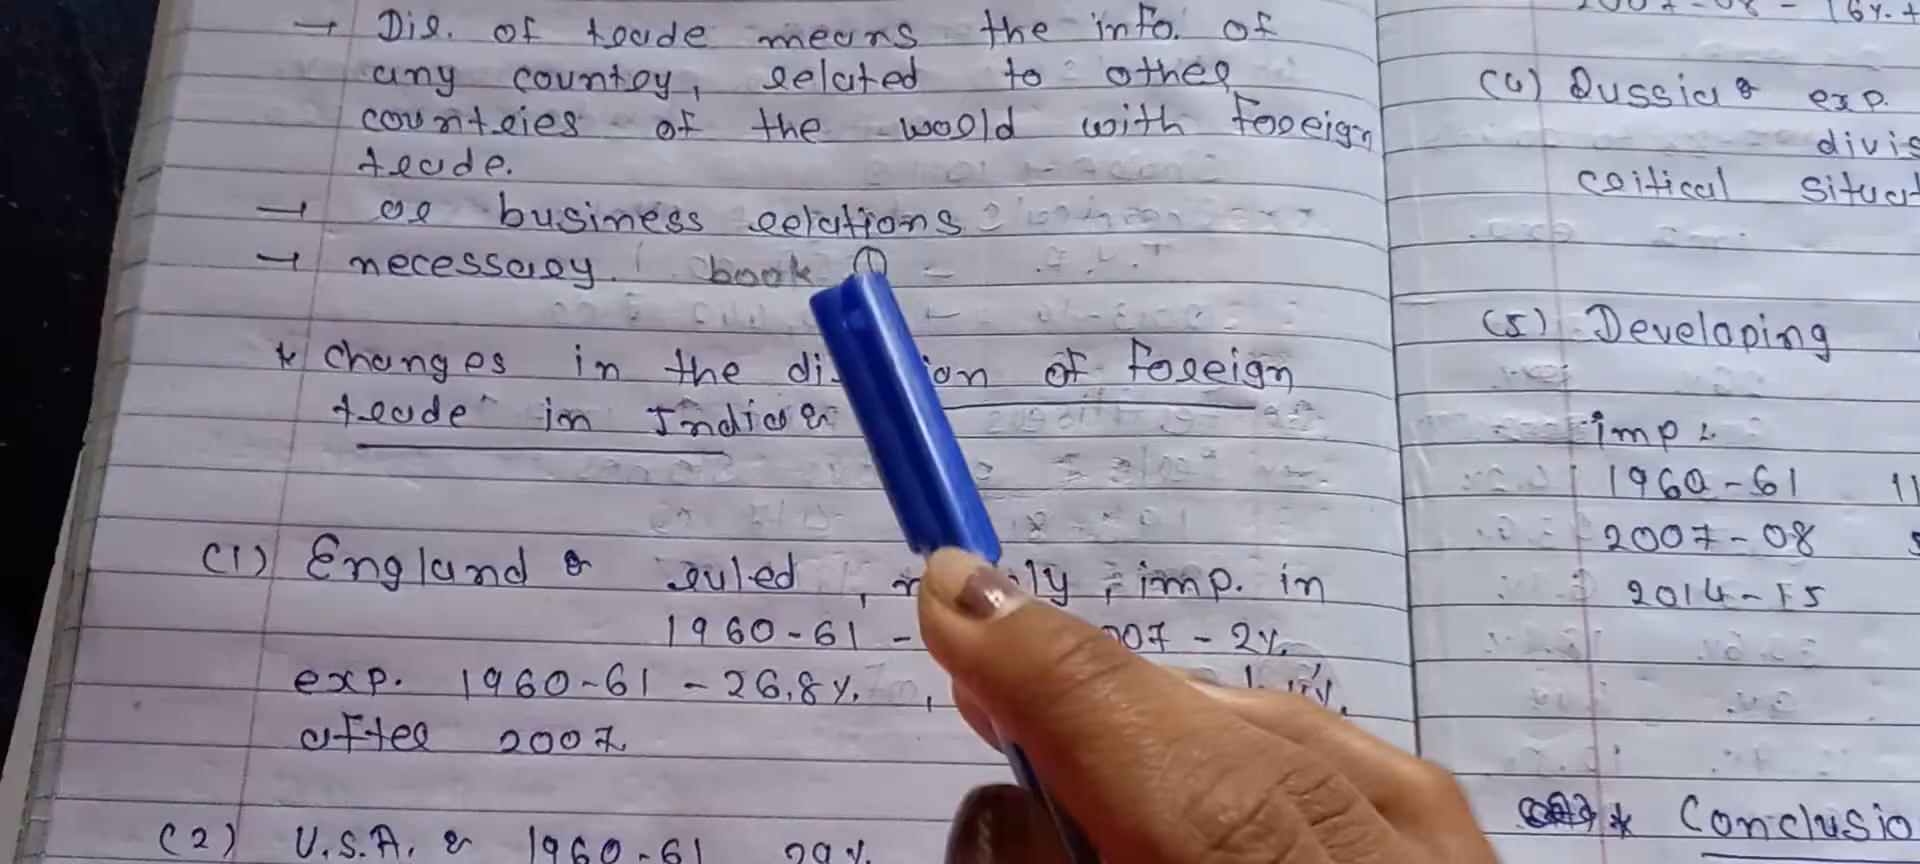 → Dir. of trade means the info. of
any country, related to other
countries of the world with foreign
trade.
→ or business relations
→ necessary. book ①
* Changes in the of foreign
trade in India :
(1) England : ruled , imp. in
1960-61 - - 2%.
exp. 1960-61 - 26.8%. ,
after 2007.
(2) U.S.A. : 1960-61 29%.
(4) Russia : exp.
critical
(5) Developing
imp :
1960-61
2007-08
2014-15
*